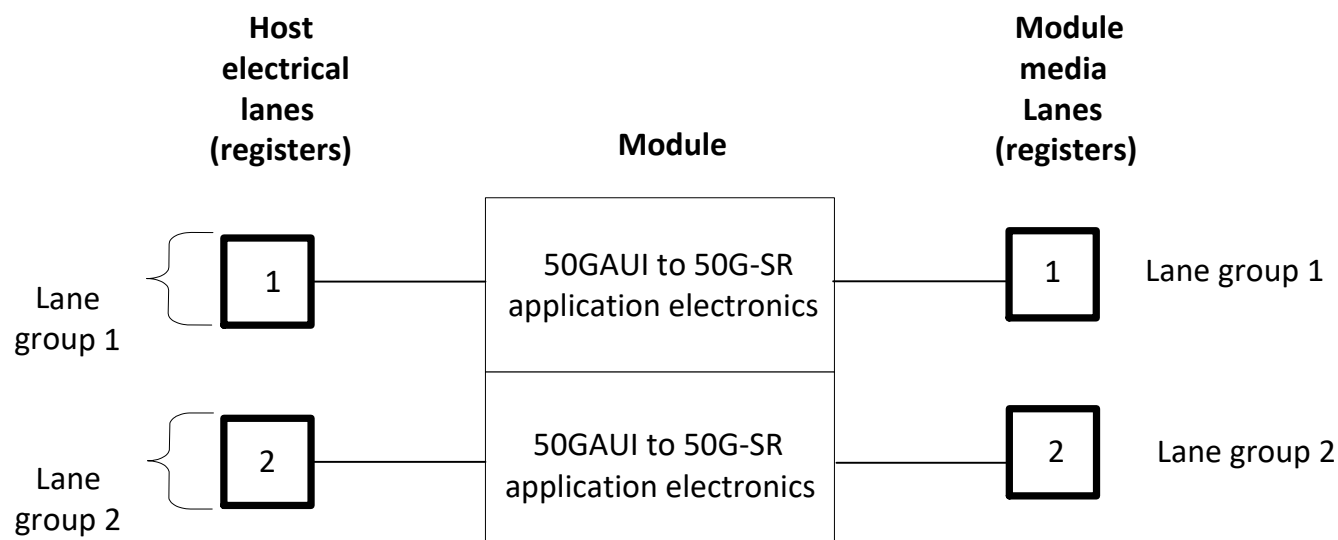 Host
electrical
lanes
(registers)
Module
Module
media
Lanes
(registers)
Lane
group 1
1
50GAUI to 50G-SR
application electronics
1
Lane group 1
Lane
group 2
2
50GAUI to 50G-SR
application electronics
2
Lane group 2